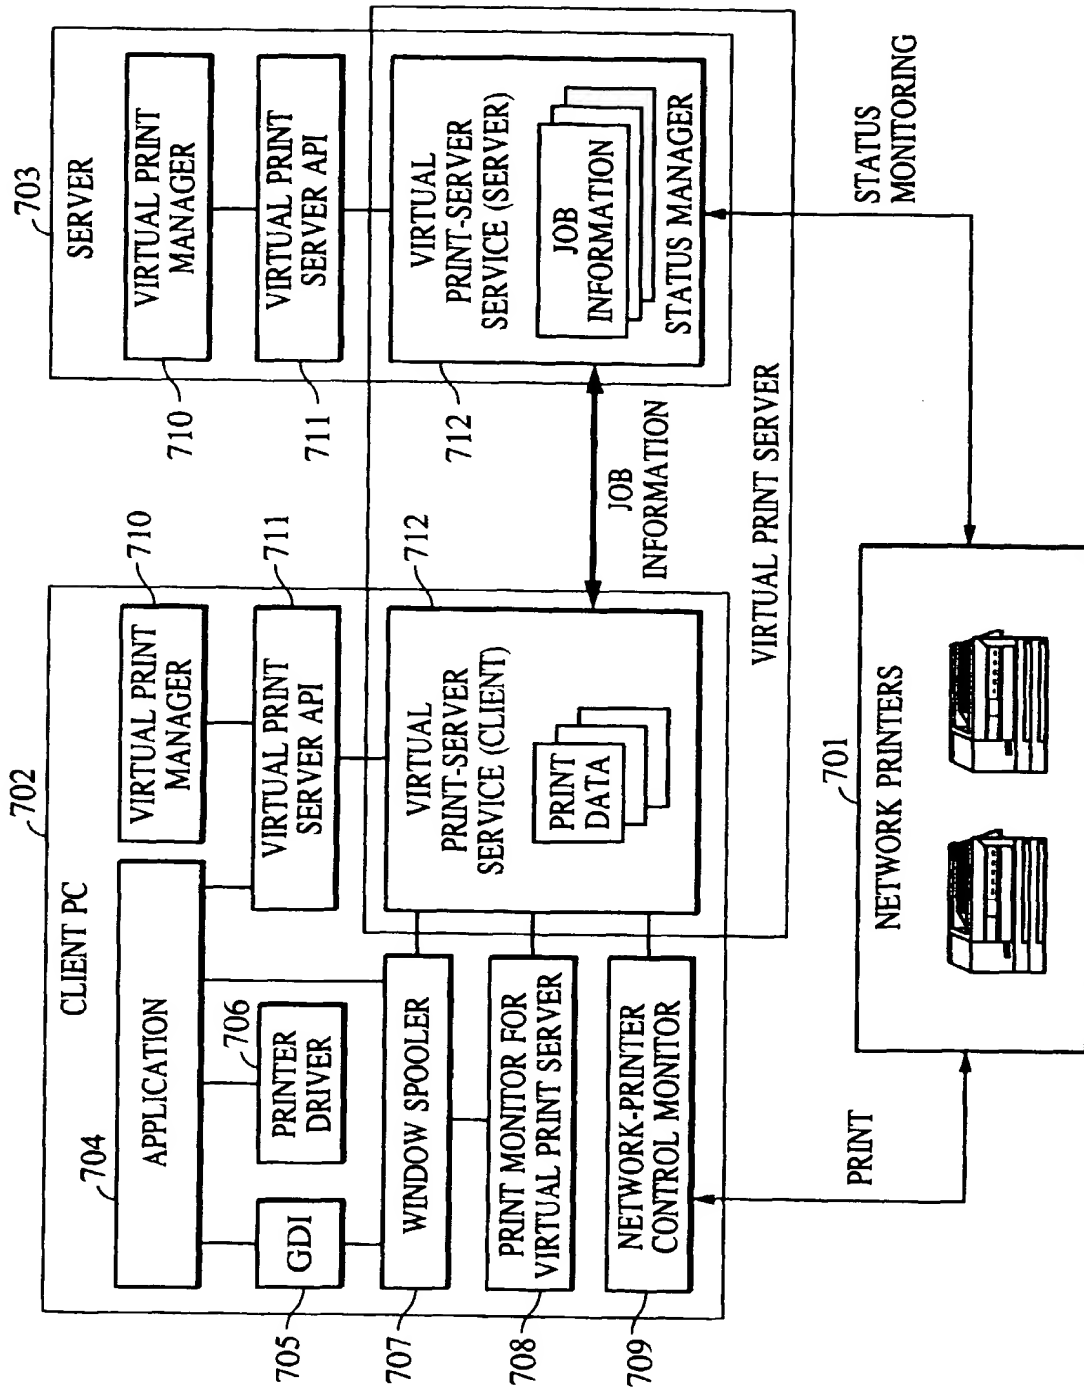 702
CLIENT PC
704
APPLICATION
VIRTUAL PRINT
MANAGER
710
705
GDI
706
PRINTER
DRIVER
VIRTUAL PRINT
SERVER API
711
707
WINDOW SPOOLER
708
PRINT MONITOR FOR
VIRTUAL PRINT SERVER
709
NETWORK-PRINTER
CONTROL MONITOR
VIRTUAL
PRINT-SERVER
SERVICE (CLIENT)
PRINT
DATA
712
JOB
INFORMATION
703
SERVER
710
VIRTUAL PRINT
MANAGER
711
VIRTUAL PRINT
SERVER API
712
VIRTUAL
PRINT-SERVER
SERVICE (SERVER)
JOB
INFORMATION
STATUS MANAGER
VIRTUAL PRINT SERVER
PRINT
701
NETWORK PRINTERS
STATUS
MONITORING